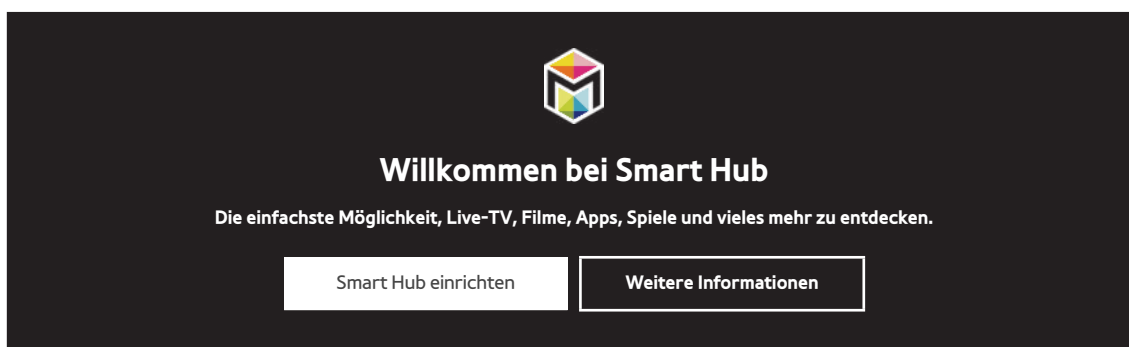 Willkommen bei Smart Hub
Die einfachste Möglichkeit, Live-TV, Filme, Apps, Spiele und vieles mehr zu entdecken.
Smart Hub einrichten
Weitere Informationen